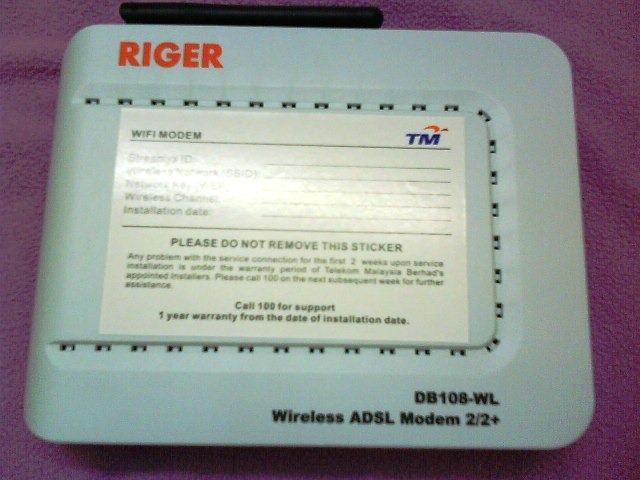 RIGER
WIFI MODEM
TM
Streamyx ID:
Wireless Network (SSID):
Network Key (WEP):
Wireless Channel:
Installation date:
PLEASE DO NOT REMOVE THIS STICKER
Any problem with the service connection for the first 2 weeks upon service
installation is under the warranty period of Telekom Malaysia Berhad's
appointed Installers. Please call 100 on the next subsequent week for further
assistance.
Call 100 for support
1 year warranty from the date of installation date.
DB108-WL
Wireless ADSL Modem 2/2+